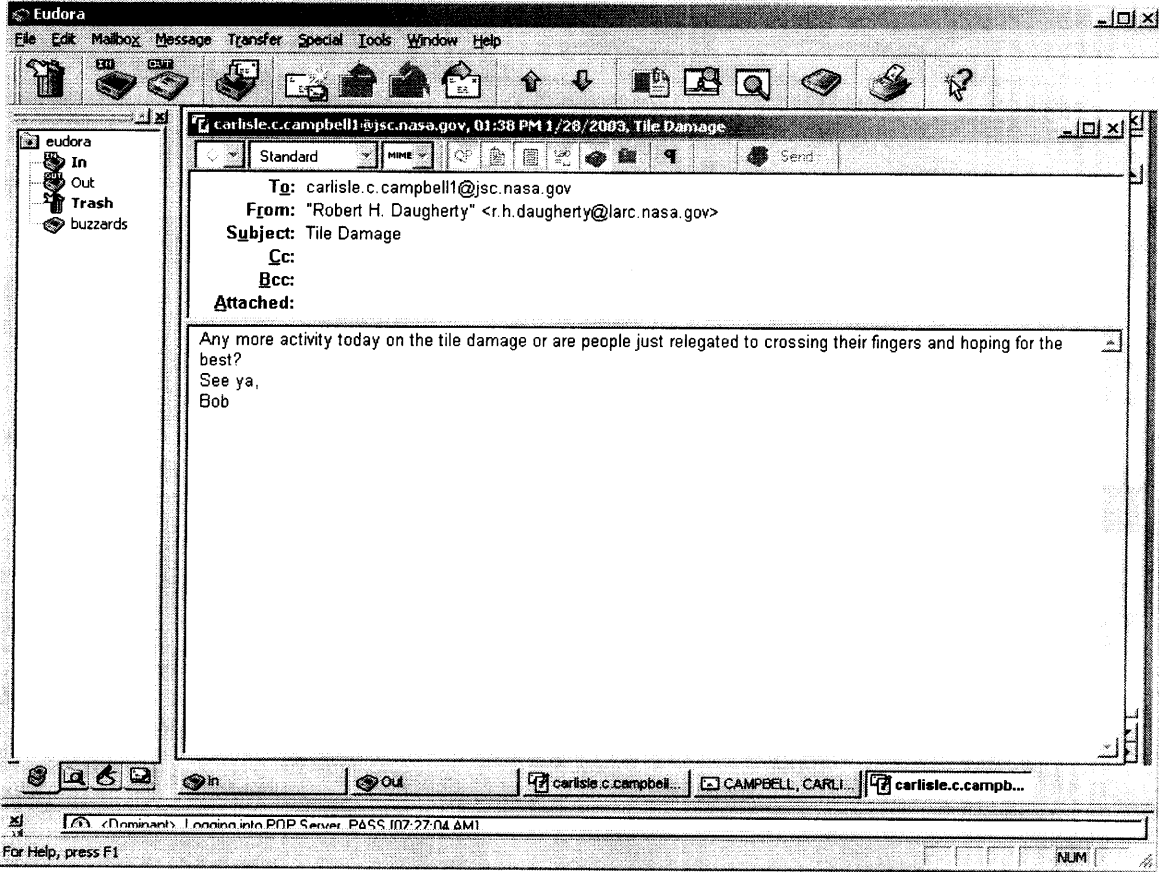 Eudora
File Edit Mailbox Message Transfer Special Tools Window Help
IN OUT
eudora
In
Out
Trash
buzzards
carlisle.c.campbell1@jsc.nasa.gov, 01:38 PM 1/28/2003, Tile Damage
Standard MIME QP Send
To: carlisle.c.campbell1@jsc.nasa.gov
From: "Robert H. Daugherty" <r.h.daugherty@larc.nasa.gov>
Subject: Tile Damage
Cc:
Bcc:
Attached:
Any more activity today on the tile damage or are people just relegated to crossing their fingers and hoping for the
best?
See ya,
Bob
In Out carlisle.c.campbell... CAMPBELL, CARLI... carlisle.c.campb...
<Dominant> Logging into POP Server, PASS [07:27:04 AM]
For Help, press F1
NUM